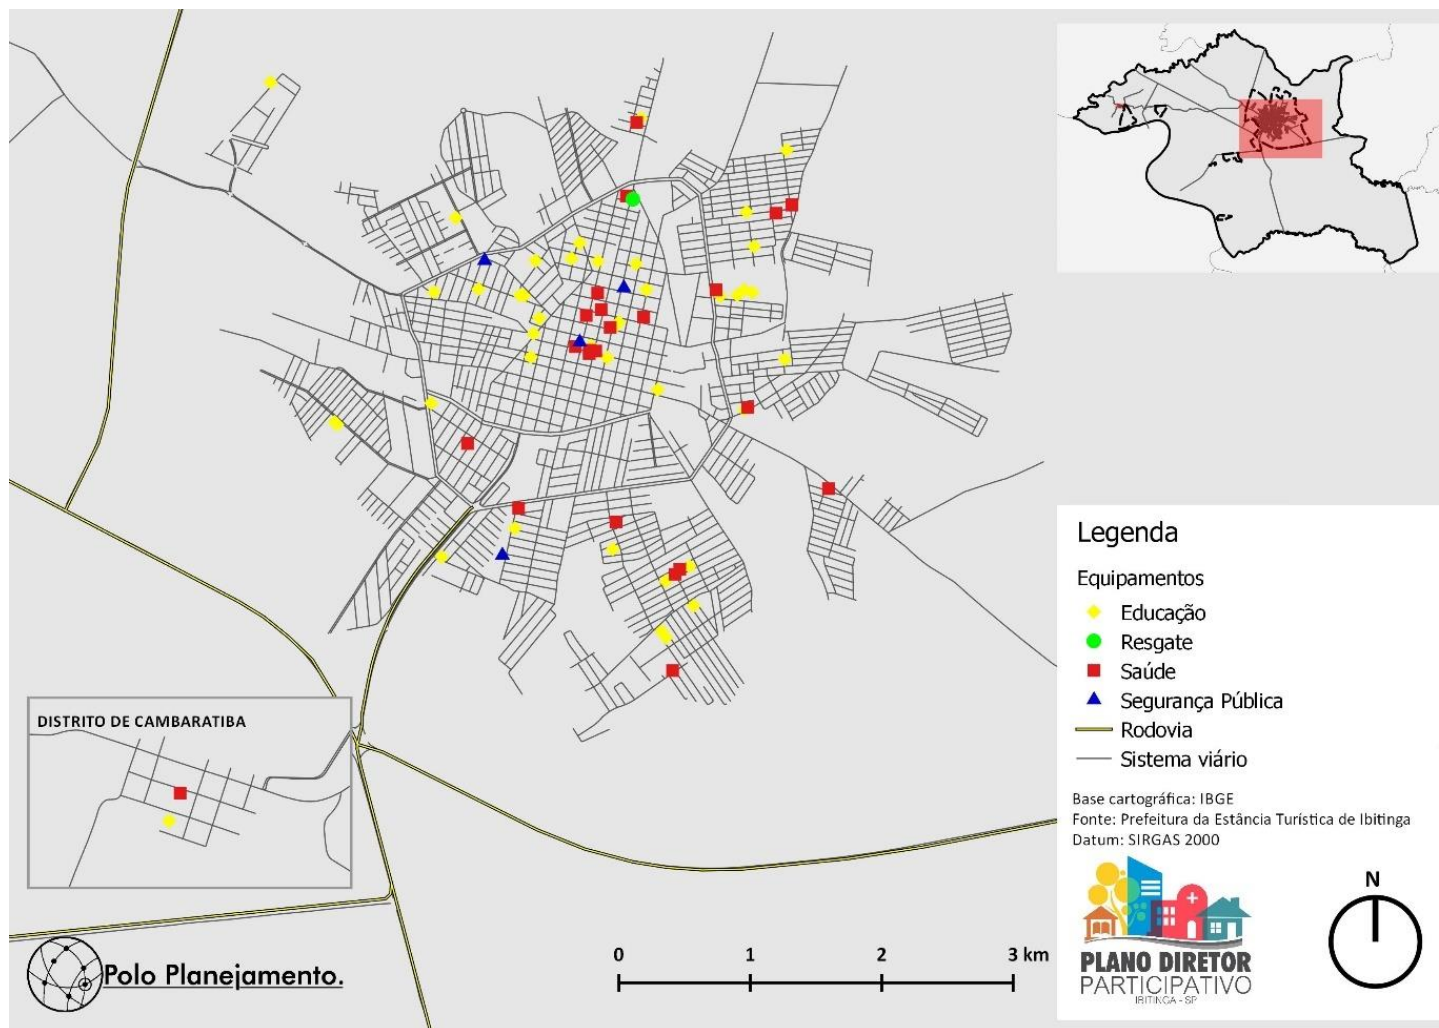 DISTRITO DE CAMBARATIBA
Legenda
Equipamentos
Educação
Resgate
Saúde
Segurança Pública
Rodovia
Sistema viário
Base cartográfica: IBGE
Fonte: Prefeitura da Estância Turística de Ibitinga
Datum: SIRGAS 2000
PLANO DIRETOR
PARTICIPATIVO
IBITINGA - SP
N
0 1 2 3 km
Polo Planejamento.